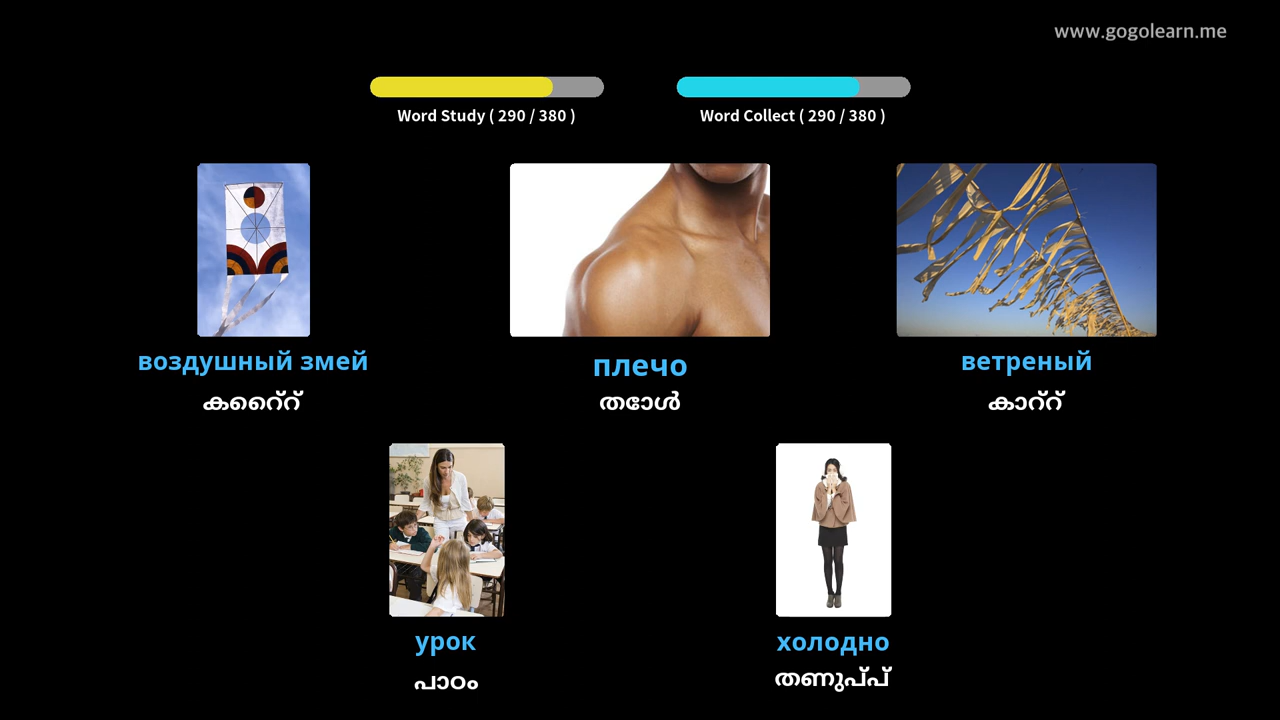 www.gogolearn.me
Word Study ( 290 / 380 )
Word Collect ( 290 / 380 )
воздушный змей
കറ്റൈ്
плечо
തോൾ
ветреный
കാറ്റ്
урок
പാഠം
холодно
തണുപ്പ്